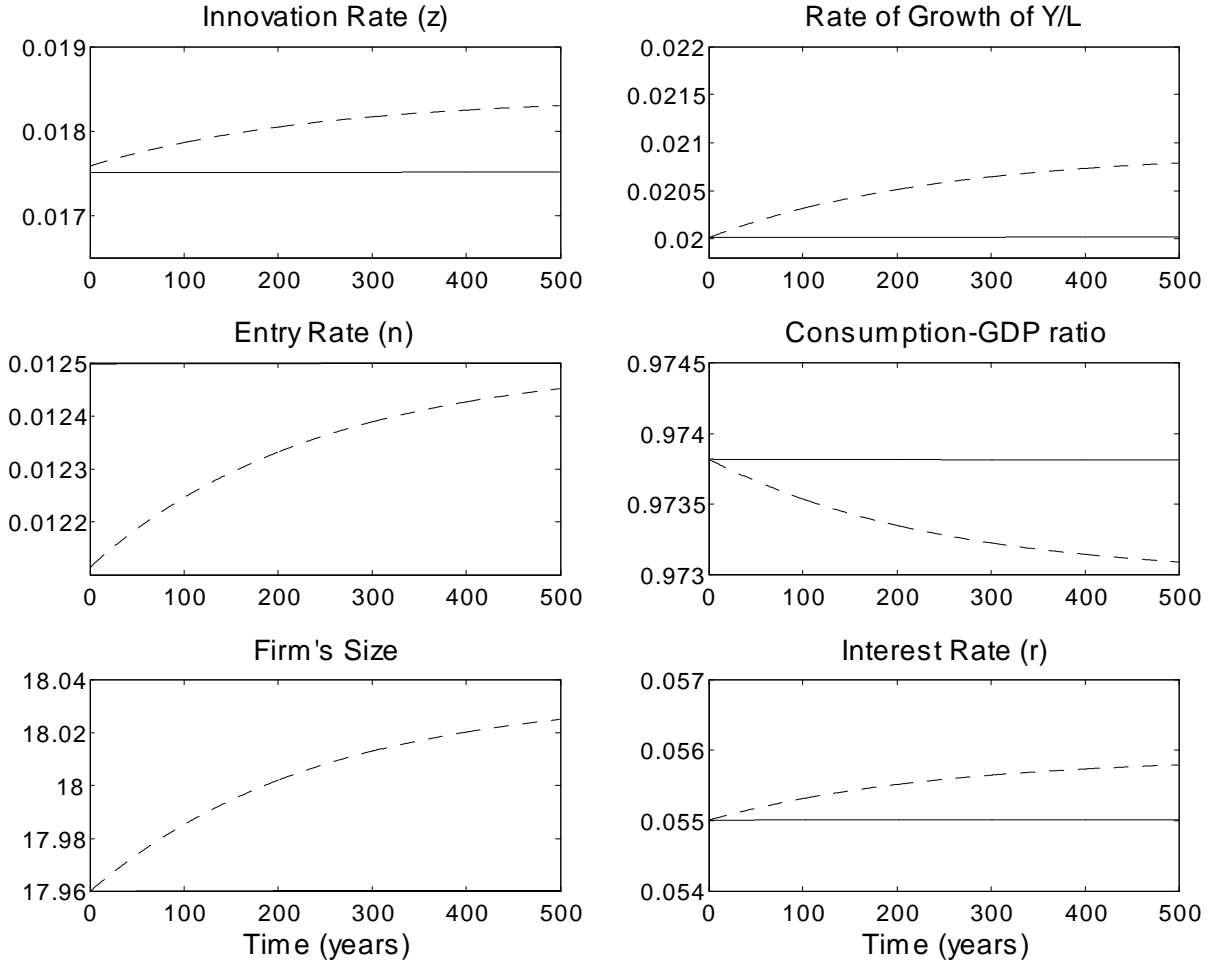 Innovation Rate (z)
0.019
0.018
0.017
0 100 200 300 400 500
Rate of Growth of Y/L
0.022
0.0215
0.021
0.0205
0.02
0 100 200 300 400 500
Entry Rate (n)
0.0125
0.0124
0.0123
0.0122
0 100 200 300 400 500
Consumption-GDP ratio
0.9745
0.974
0.9735
0.973
0 100 200 300 400 500
Firm's Size
18.04
18.02
18
17.98
17.96
0 100 200 300 400 500
Time (years)
Interest Rate (r)
0.057
0.056
0.055
0.054
0 100 200 300 400 500
Time (years)